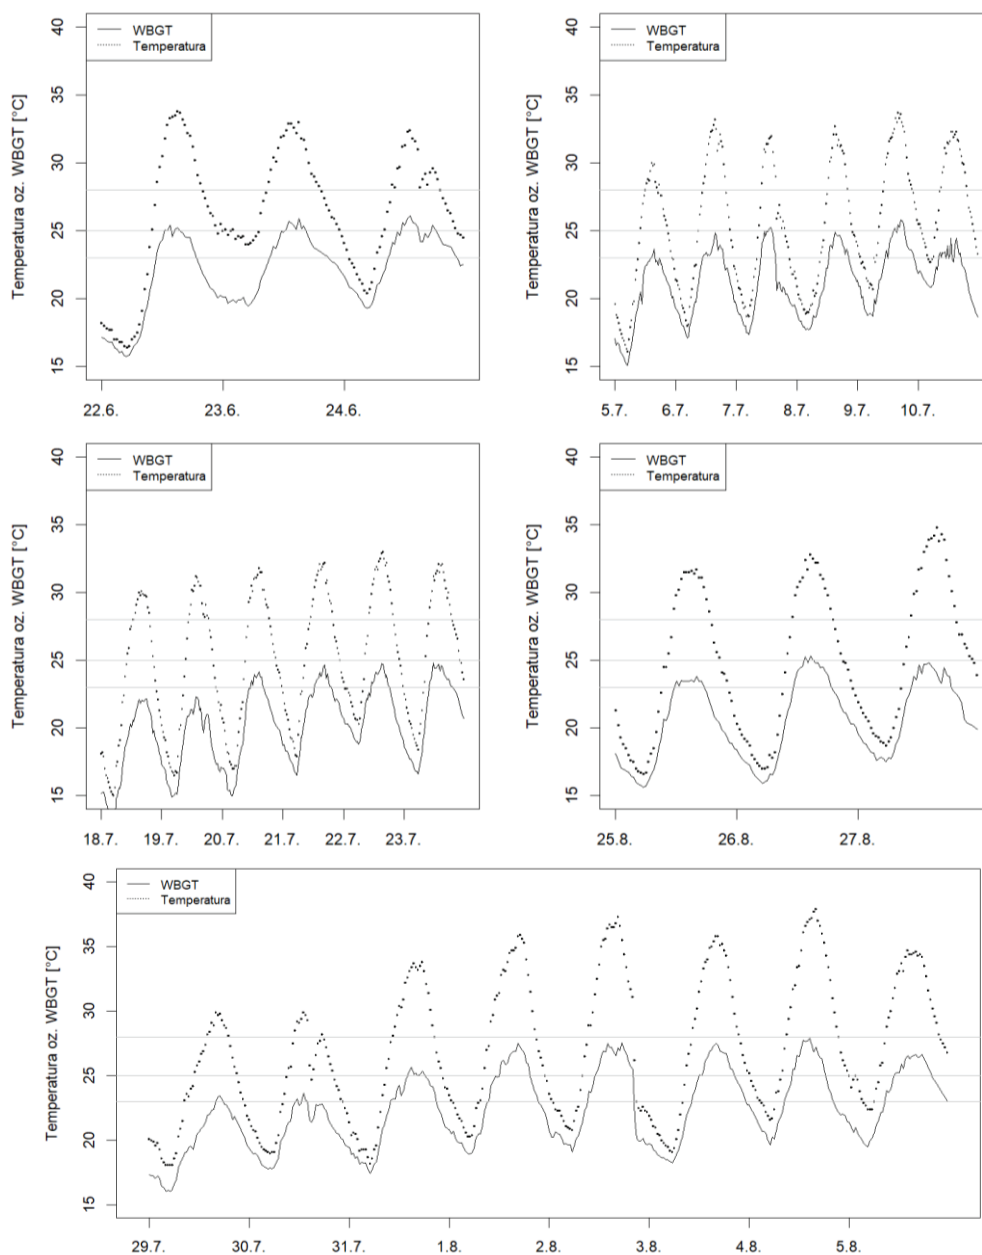 Temperatura oz. WBGT [°C]
40
35
30
25
20
15
WBGT
Temperatura
22.6. 23.6. 24.6.
Temperatura oz. WBGT [°C]
40
35
30
25
20
15
WBGT
Temperatura
5.7. 6.7. 7.7. 8.7. 9.7. 10.7.
Temperatura oz. WBGT [°C]
40
35
30
25
20
15
WBGT
Temperatura
18.7. 19.7. 20.7. 21.7. 22.7. 23.7.
Temperatura oz. WBGT [°C]
40
35
30
25
20
15
WBGT
Temperatura
25.8. 26.8. 27.8.
Temperatura oz. WBGT [°C]
40
35
30
25
20
15
WBGT
Temperatura
29.7. 30.7. 31.7. 1.8. 2.8. 3.8. 4.8. 5.8.